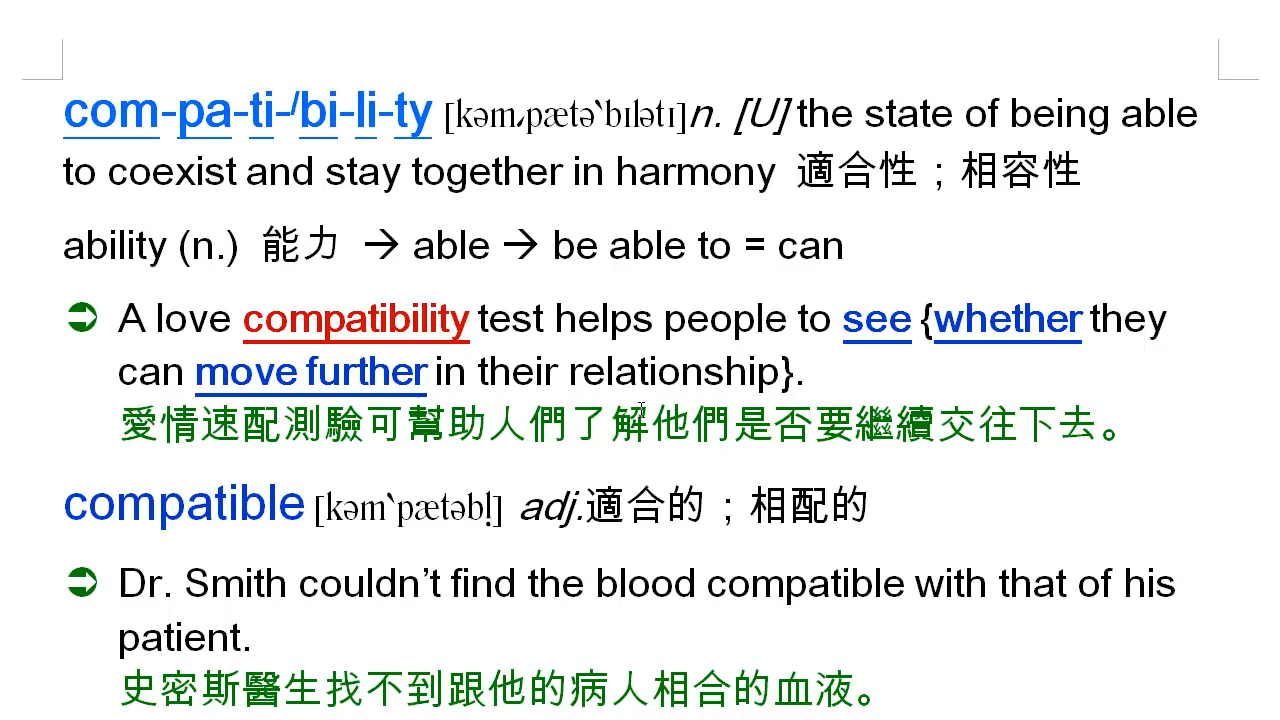 com-pa-ti-/bi-li-ty [kəm͵pætəˋbɪlətɪ]n. [U] the state of being able
to coexist and stay together in harmony 適合性；相容性
ability (n.) 能力 → able → be able to = can
➲ A love compatibility test helps people to see {whether they
can move further in their relationship}.
愛情速配測驗可幫助人們了解他們是否要繼續交往下去。
compatible [kəmˋpætəbḷ] adj.適合的；相配的
➲ Dr. Smith couldn’t find the blood compatible with that of his
patient.
史密斯醫生找不到跟他的病人相合的血液。